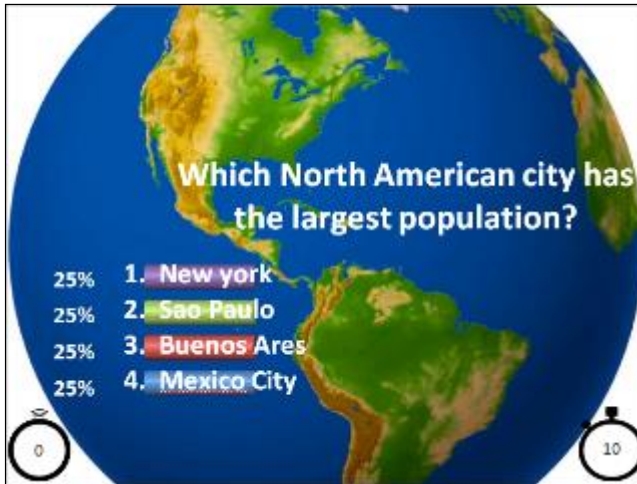 Which North American city has
the largest population?
25% 1. New york
25% 2. Sao Paulo
25% 3. Buenos Ares
25% 4. Mexico City
0
10